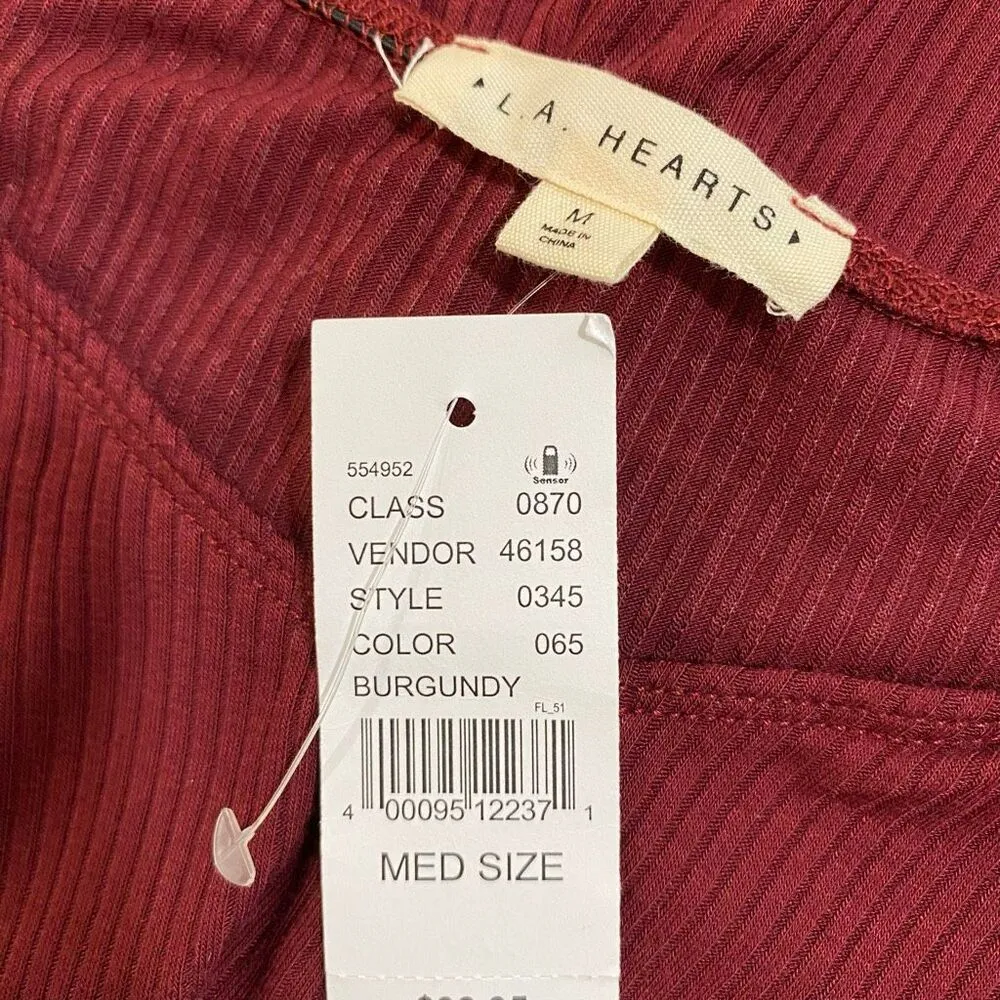 L.A. HEARTS
M
MADE IN
CHINA
554952
Sensor
CLASS 0870
VENDOR 46158
STYLE 0345
COLOR 065
BURGUNDY
FL_51
4 00095 12237 1
MED SIZE